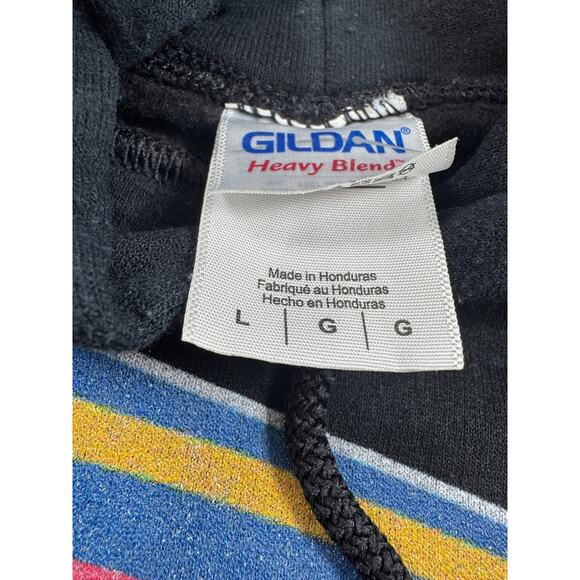 GILDAN®
Heavy Blend™
Made in Honduras
Fabriqué au Honduras
Hecho en Honduras
L | G | G